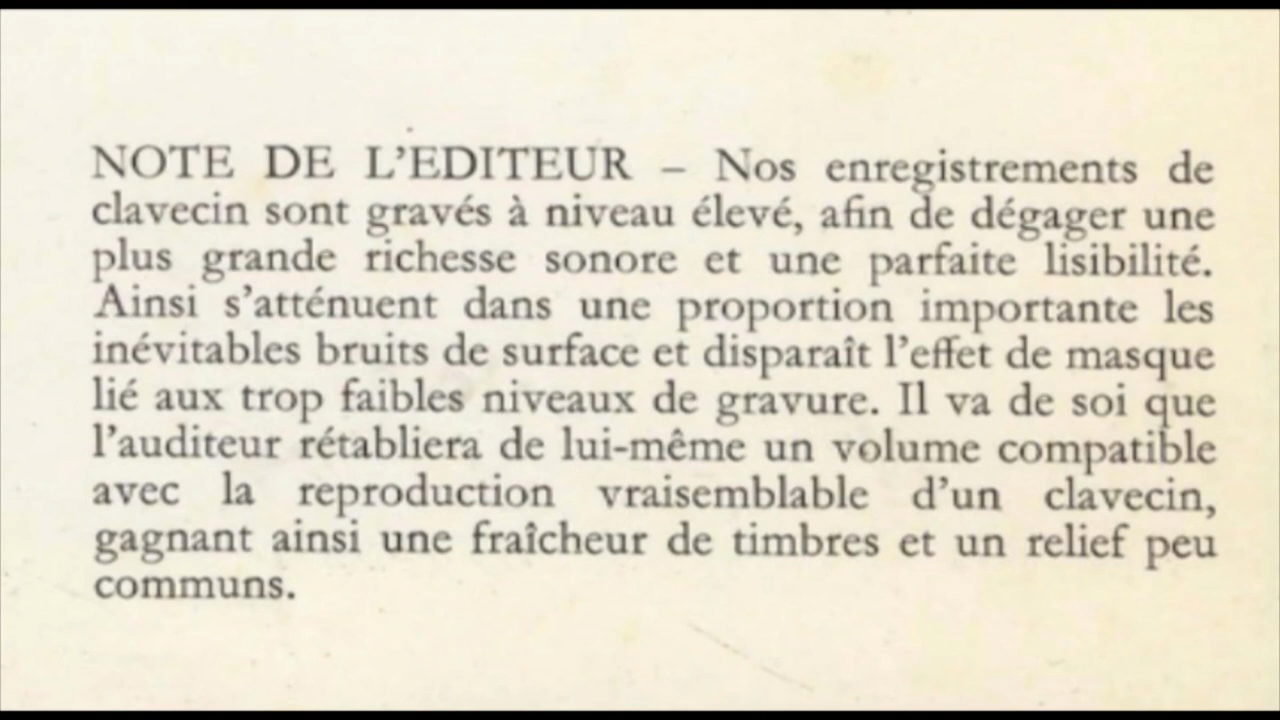 NOTE DE L’EDITEUR – Nos enregistrements de
clavecin sont gravés à niveau élevé, afin de dégager une
plus grande richesse sonore et une parfaite lisibilité.
Ainsi s’atténuent dans une proportion importante les
inévitables bruits de surface et disparaît l’effet de masque
lié aux trop faibles niveaux de gravure. Il va de soi que
l’auditeur rétabliera de lui-même un volume compatible
avec la reproduction vraisemblable d’un clavecin,
gagnant ainsi une fraîcheur de timbres et un relief peu
communs.